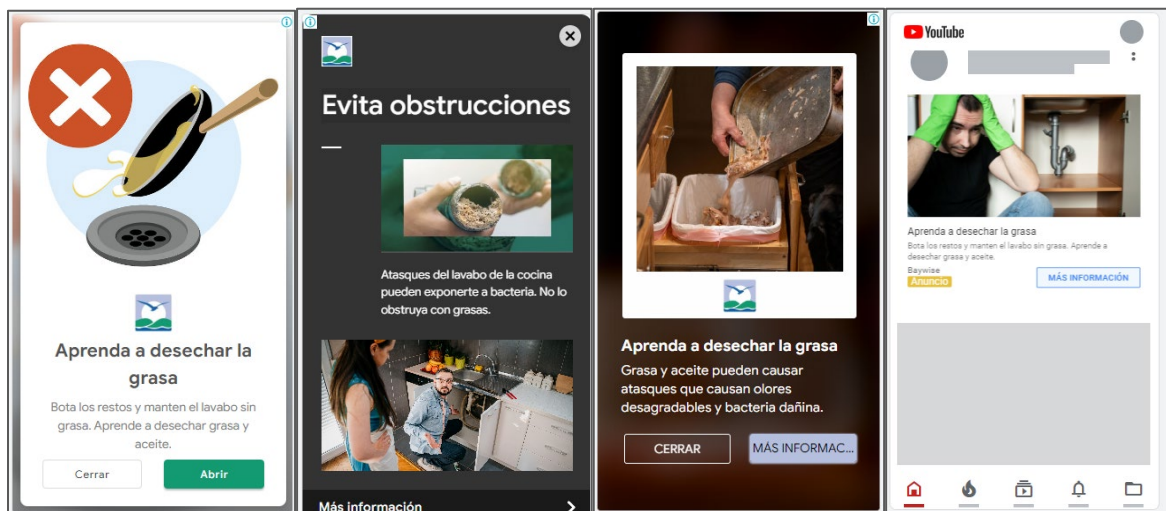 Aprenda a desechar la
grasa
Bota los restos y manten el lavabo sin
grasa. Aprende a desechar grasa y
aceite.
Cerrar
Abrir
Evita obstrucciones
Atasques del lavabo de la cocina
pueden exponerte a bacteria. No lo
obstruya con grasas.
Más información
Aprenda a desechar la grasa
Grasa y aceite pueden causar
atasques que causan olores
desagradables y bacteria dañina.
CERRAR
MÁS INFORMAC...
YouTube
Aprenda a desechar la grasa
Bota los restos y manten el lavabo sin grasa. Aprende a
desechar grasa y aceite.
Baywise
Anuncio
MÁS INFORMACIÓN